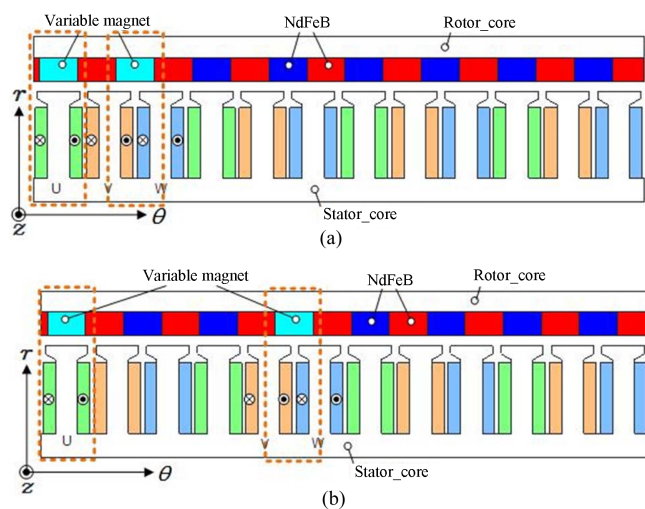 Variable magnet
NdFeB
Rotor_core
r
U
V
W
Stator_core
z
θ
(a)
Variable magnet
NdFeB
Rotor_core
r
U
V
W
Stator_core
z
θ
(b)